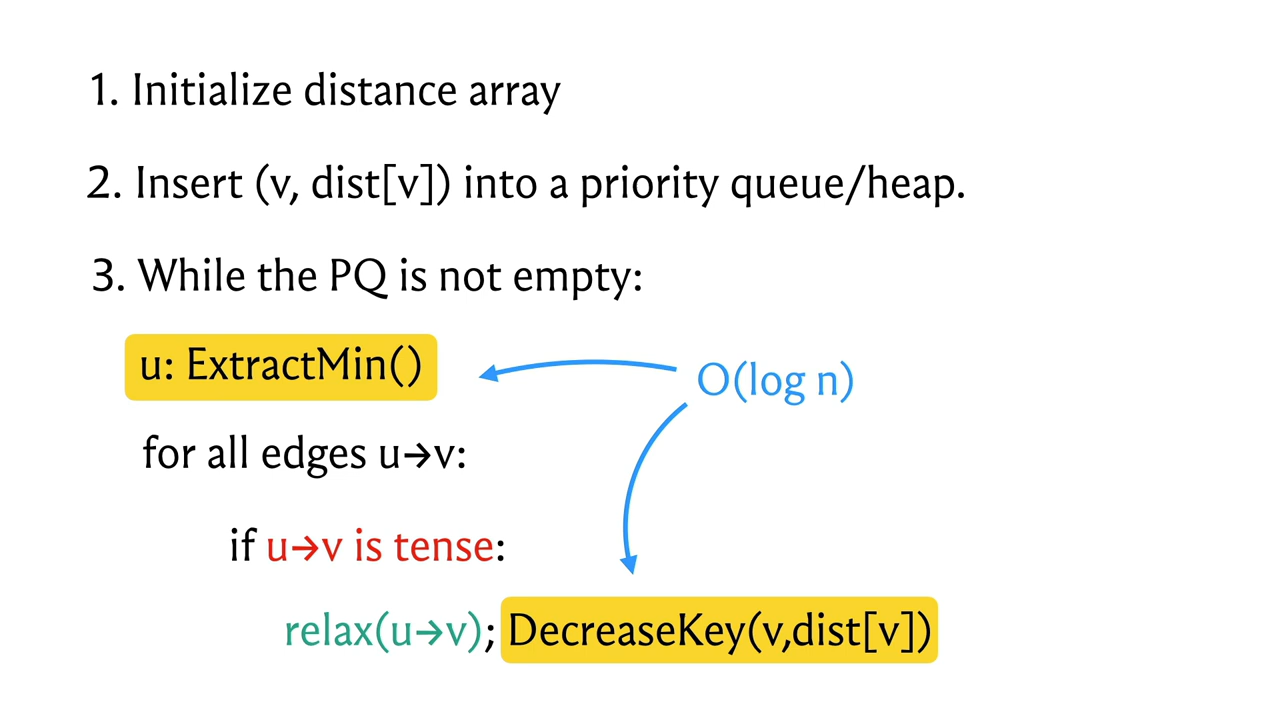 1. Initialize distance array
2. Insert (v, dist[v]) into a priority queue/heap.
3. While the PQ is not empty:
u: ExtractMin()
O(log n)
for all edges u→v:
if u→v is tense:
relax(u→v); DecreaseKey(v,dist[v])